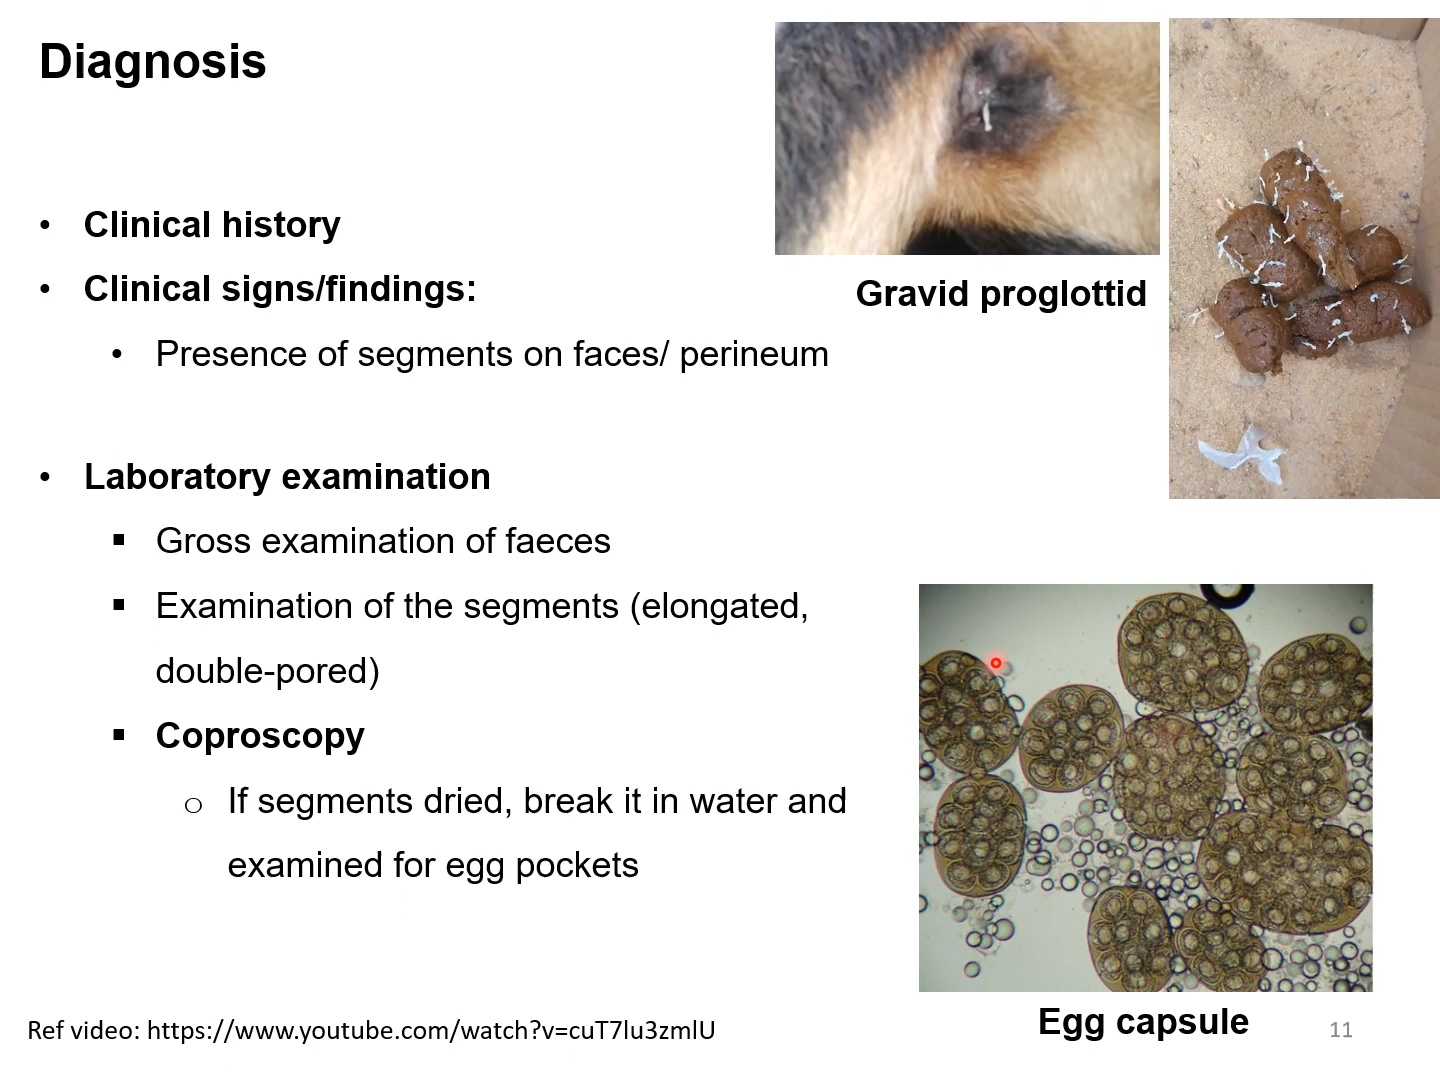 Diagnosis
• Clinical history
• Clinical signs/findings:
• Presence of segments on faces/ perineum
Gravid proglottid
• Laboratory examination
▪ Gross examination of faeces
▪ Examination of the segments (elongated,
double-pored)
▪ Coproscopy
o If segments dried, break it in water and
examined for egg pockets
Egg capsule
Ref video: https://www.youtube.com/watch?v=cuT7lu3zmlU
11